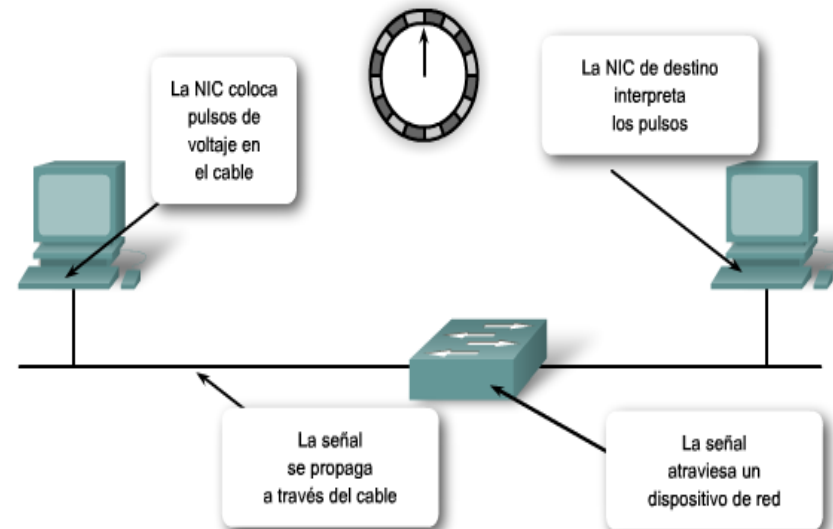 La NIC coloca
pulsos de
voltaje en
el cable
La NIC de destino
interpreta
los pulsos
La señal
se propaga
a través del cable
La señal
atraviesa un
dispositivo de red